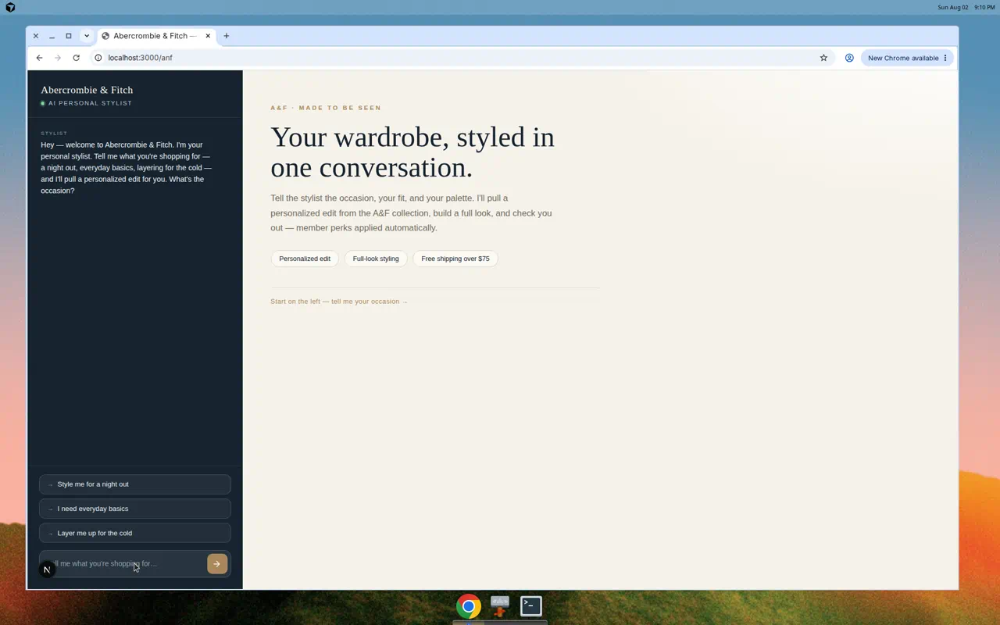 Sun Aug 02 9:10 PM
Abercrombie & Fitch —
localhost:3000/anf
New Chrome available
Abercrombie & Fitch
AI PERSONAL STYLIST
STYLIST
Hey — welcome to Abercrombie & Fitch. I'm your
personal stylist. Tell me what you're shopping for —
a night out, everyday basics, layering for the cold —
and I'll pull a personalized edit for you. What's the
occasion?
→ Style me for a night out
→ I need everyday basics
→ Layer me up for the cold
ll me what you're shopping for…
N
A&F · MADE TO BE SEEN
Your wardrobe, styled in
one conversation.
Tell the stylist the occasion, your fit, and your palette. I'll pull a
personalized edit from the A&F collection, build a full look, and check you
out — member perks applied automatically.
Personalized edit
Full-look styling
Free shipping over $75
Start on the left — tell me your occasion →